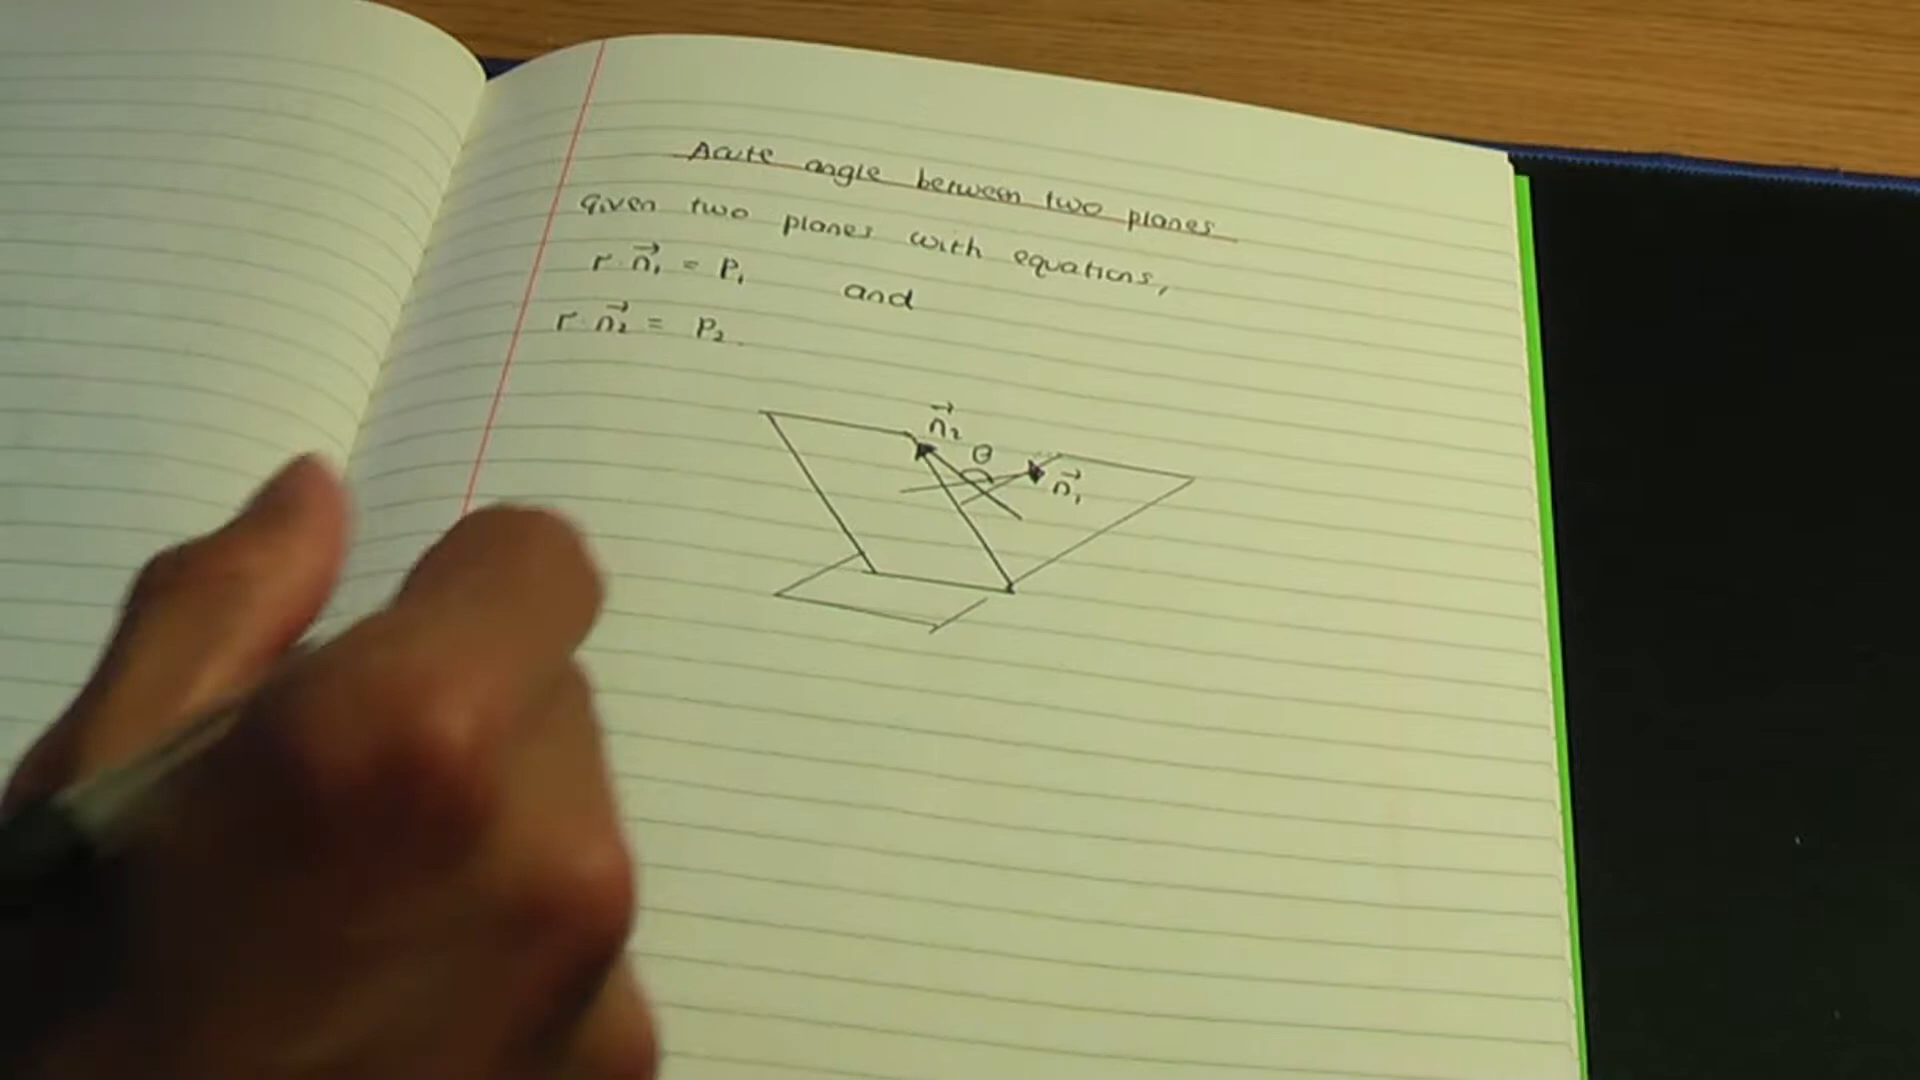 Acute angle between two planes
given two planes with equations,
r · n⃗₁ = P₁ and
r · n⃗₂ = P₂.
n⃗₂
θ
n⃗₁